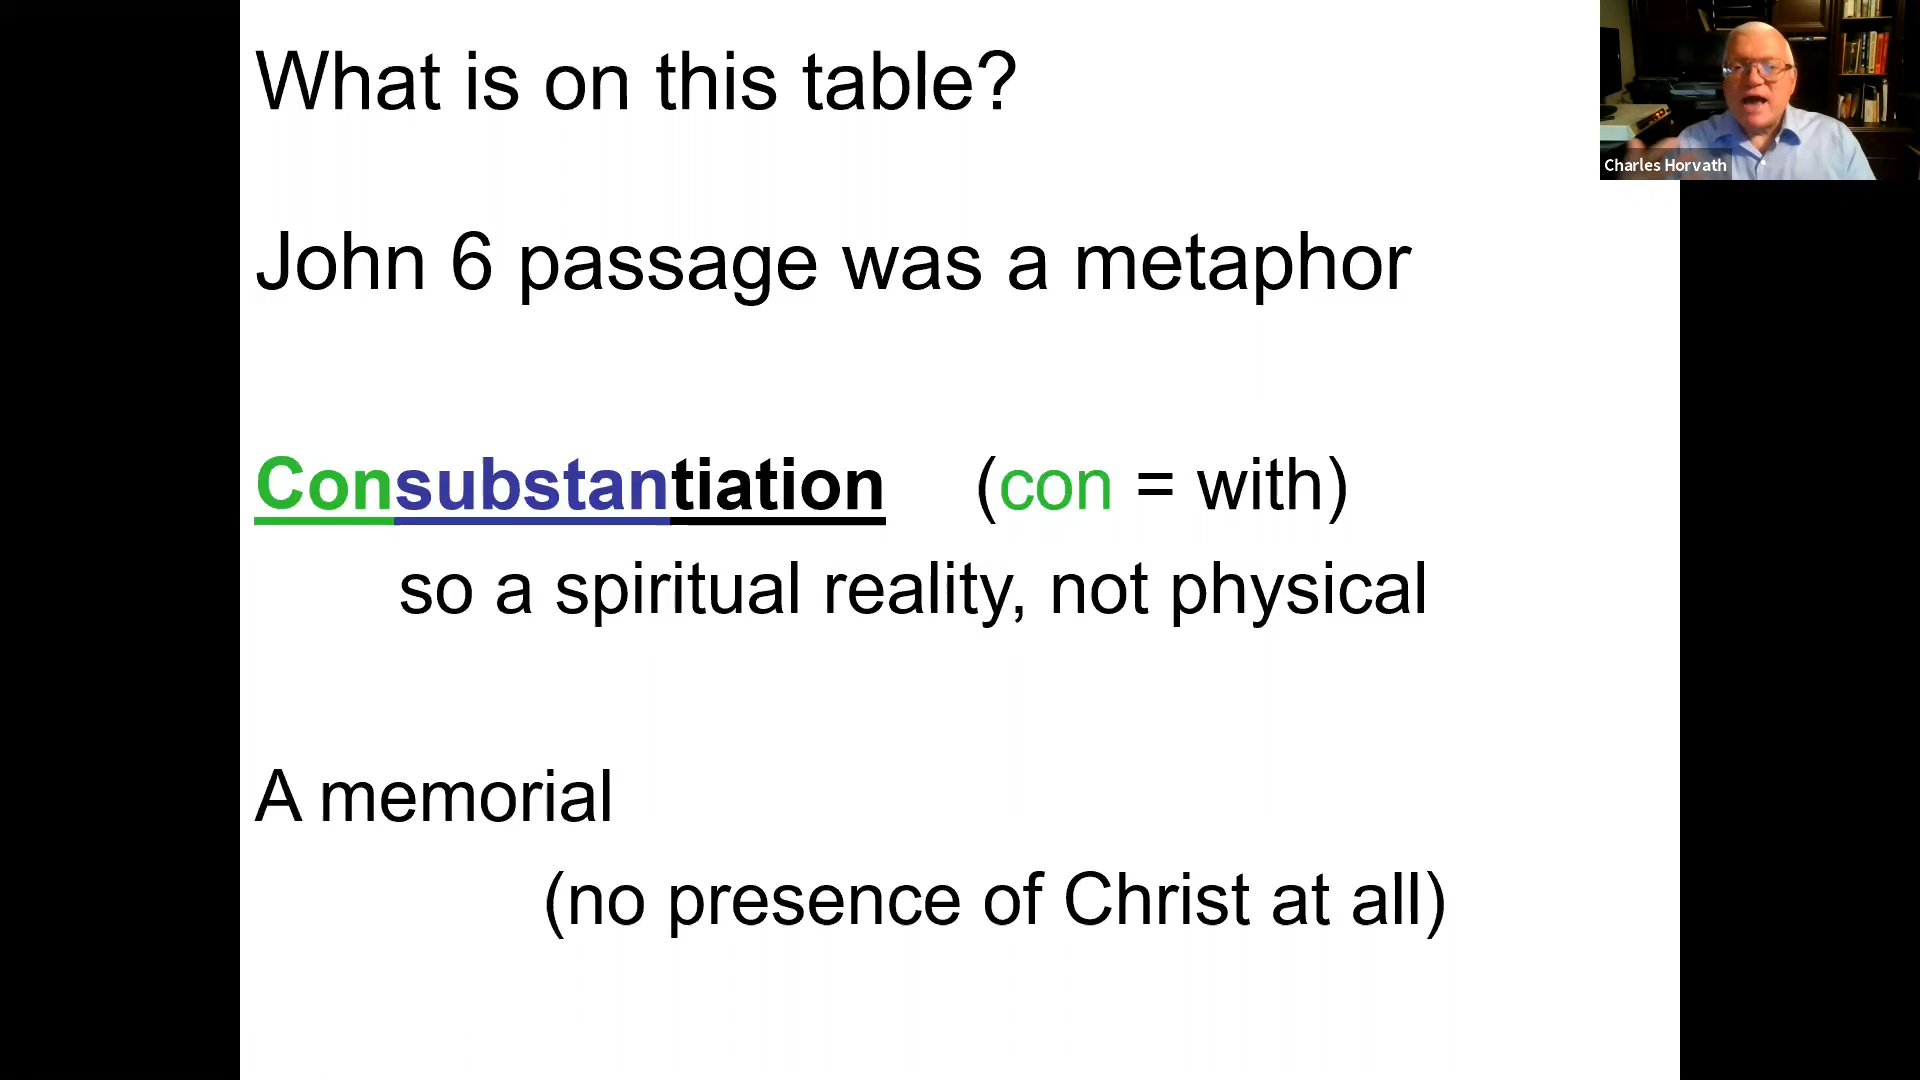 What is on this table?
Charles Horvath
John 6 passage was a metaphor
Consubstantiation (con = with)
so a spiritual reality, not physical
A memorial
(no presence of Christ at all)